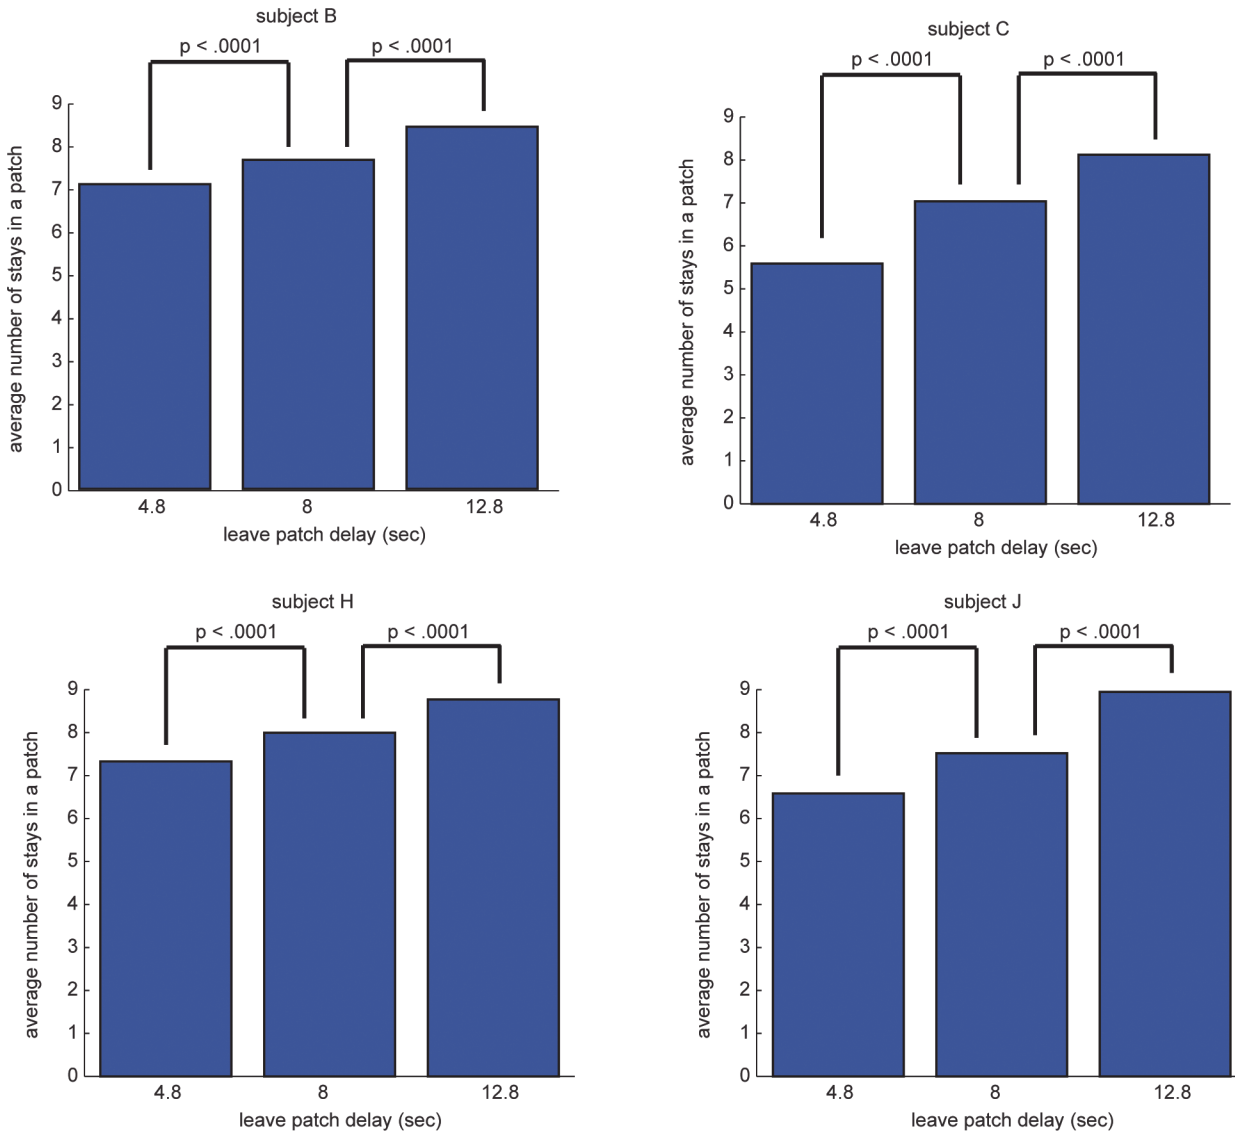 subject B
p < .0001
p < .0001
9
8
7
6
5
4
3
2
1
0
average number of stays in a patch
4.8
8
12.8
leave patch delay (sec)
subject C
p < .0001
p < .0001
9
8
7
6
5
4
3
2
1
0
average number of stays in a patch
4.8
8
12.8
leave patch delay (sec)
subject H
p < .0001
p < .0001
9
8
7
6
5
4
3
2
1
0
average number of stays in a patch
4.8
8
12.8
leave patch delay (sec)
subject J
p < .0001
p < .0001
9
8
7
6
5
4
3
2
1
0
average number of stays in a patch
4.8
8
12.8
leave patch delay (sec)